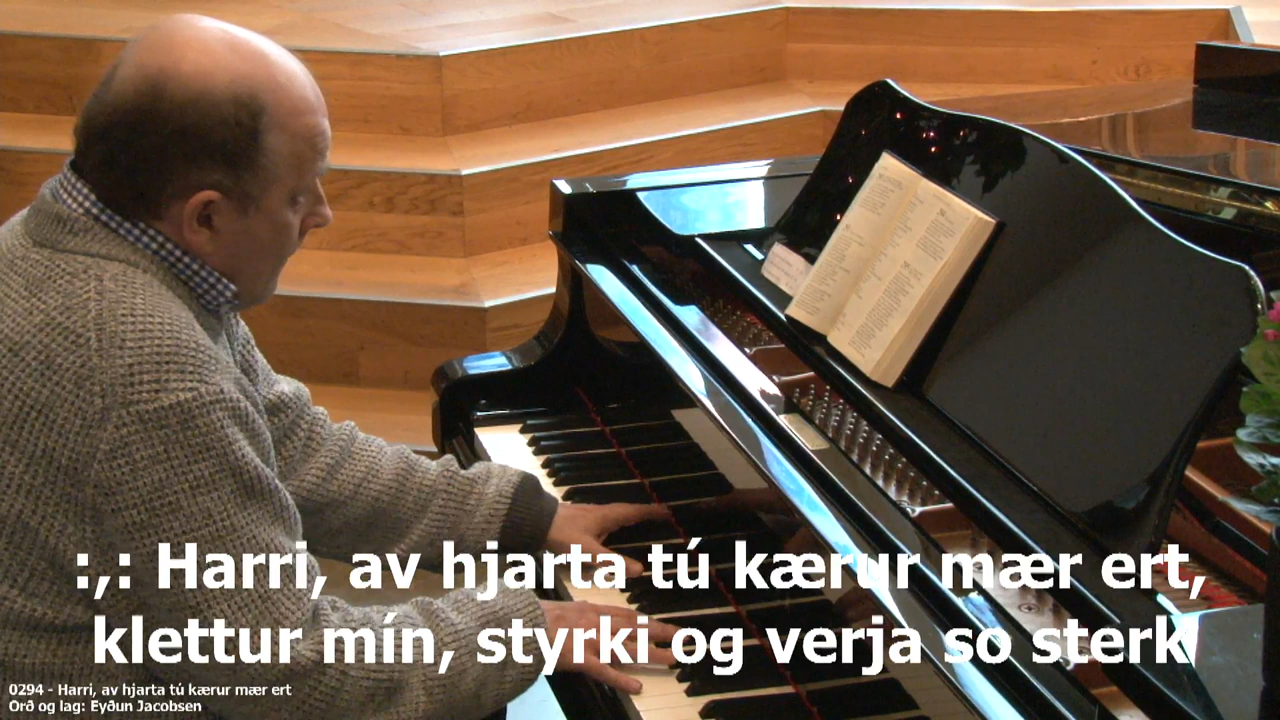 :,: Harri, av hjarta tú kærur mær ert,
klettur mín, styrki og verja so sterk
0294 - Harri, av hjarta tú kærur mær ert
Orð og lag: Eyðun Jacobsen